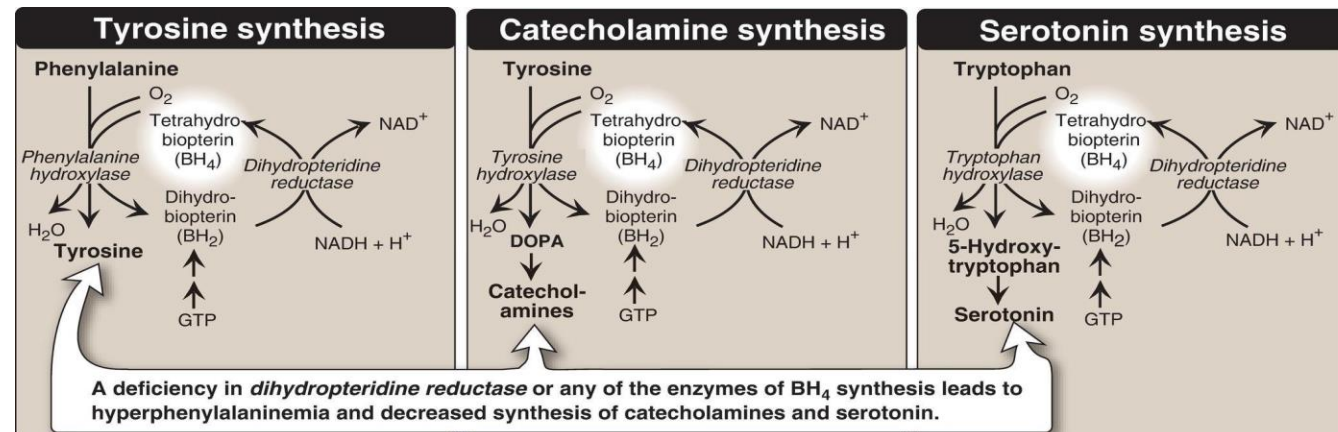 Tyrosine synthesis
Phenylalanine
O₂
Tetrahydro
biopterin
(BH₄)
NAD⁺
Phenylalanine
hydroxylase
Dihydropteridine
reductase
Dihydro-
biopterin
(BH₂)
H₂O
NADH + H⁺
Tyrosine
GTP
Catecholamine synthesis
Tyrosine
O₂
Tetrahydro
biopterin
(BH₄)
NAD⁺
Tyrosine
hydroxylase
Dihydropteridine
reductase
Dihydro-
biopterin
(BH₂)
H₂O
DOPA
NADH + H⁺
Catechol-
amines
GTP
Serotonin synthesis
Tryptophan
O₂
Tetrahydro
biopterin
(BH₄)
NAD⁺
Tryptophan
hydroxylase
Dihydropteridine
reductase
Dihydro-
biopterin
(BH₂)
H₂O
5-Hydroxy-
tryptophan
NADH + H⁺
Serotonin
GTP
A deficiency in dihydropteridine reductase or any of the enzymes of BH₄ synthesis leads to
hyperphenylalaninemia and decreased synthesis of catecholamines and serotonin.